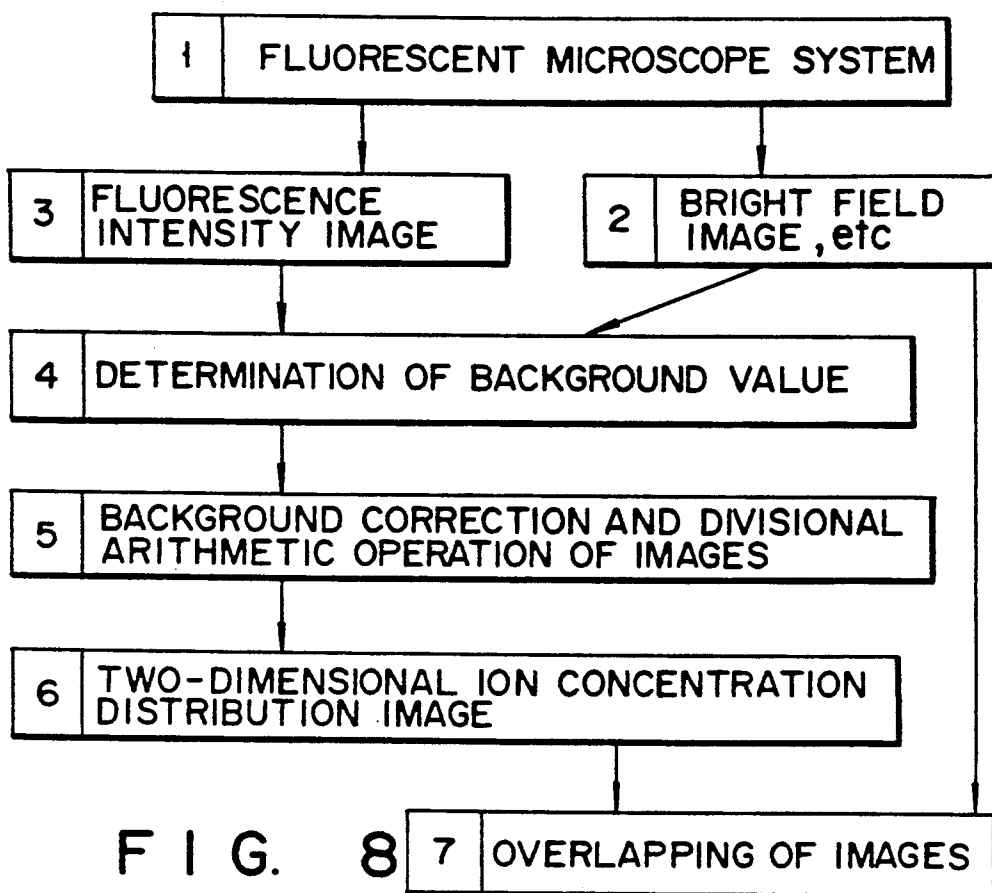 1 FLUORESCENT MICROSCOPE SYSTEM
3 FLUORESCENCE
INTENSITY IMAGE
2 BRIGHT FIELD
IMAGE, etc
4 DETERMINATION OF BACKGROUND VALUE
5 BACKGROUND CORRECTION AND DIVISIONAL
ARITHMETIC OPERATION OF IMAGES
6 TWO-DIMENSIONAL ION CONCENTRATION
DISTRIBUTION IMAGE
7 OVERLAPPING OF IMAGES
FIG. 8